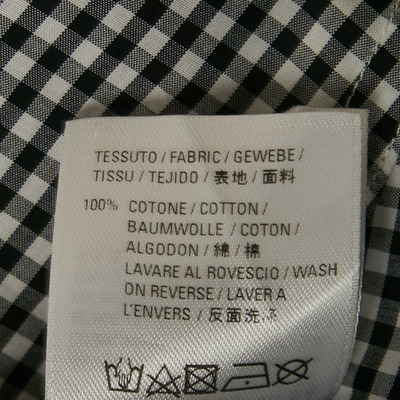 TESSUTO / FABRIC / GEWEBE /
TISSU / TEJIDO / 表地 / 面料
100% COTONE / COTTON /
BAUMWOLLE / COTON /
ALGODON / 綿 / 棉
LAVARE AL ROVESCIO / WASH
ON REVERSE / LAVER A
L'ENVERS / 反面洗